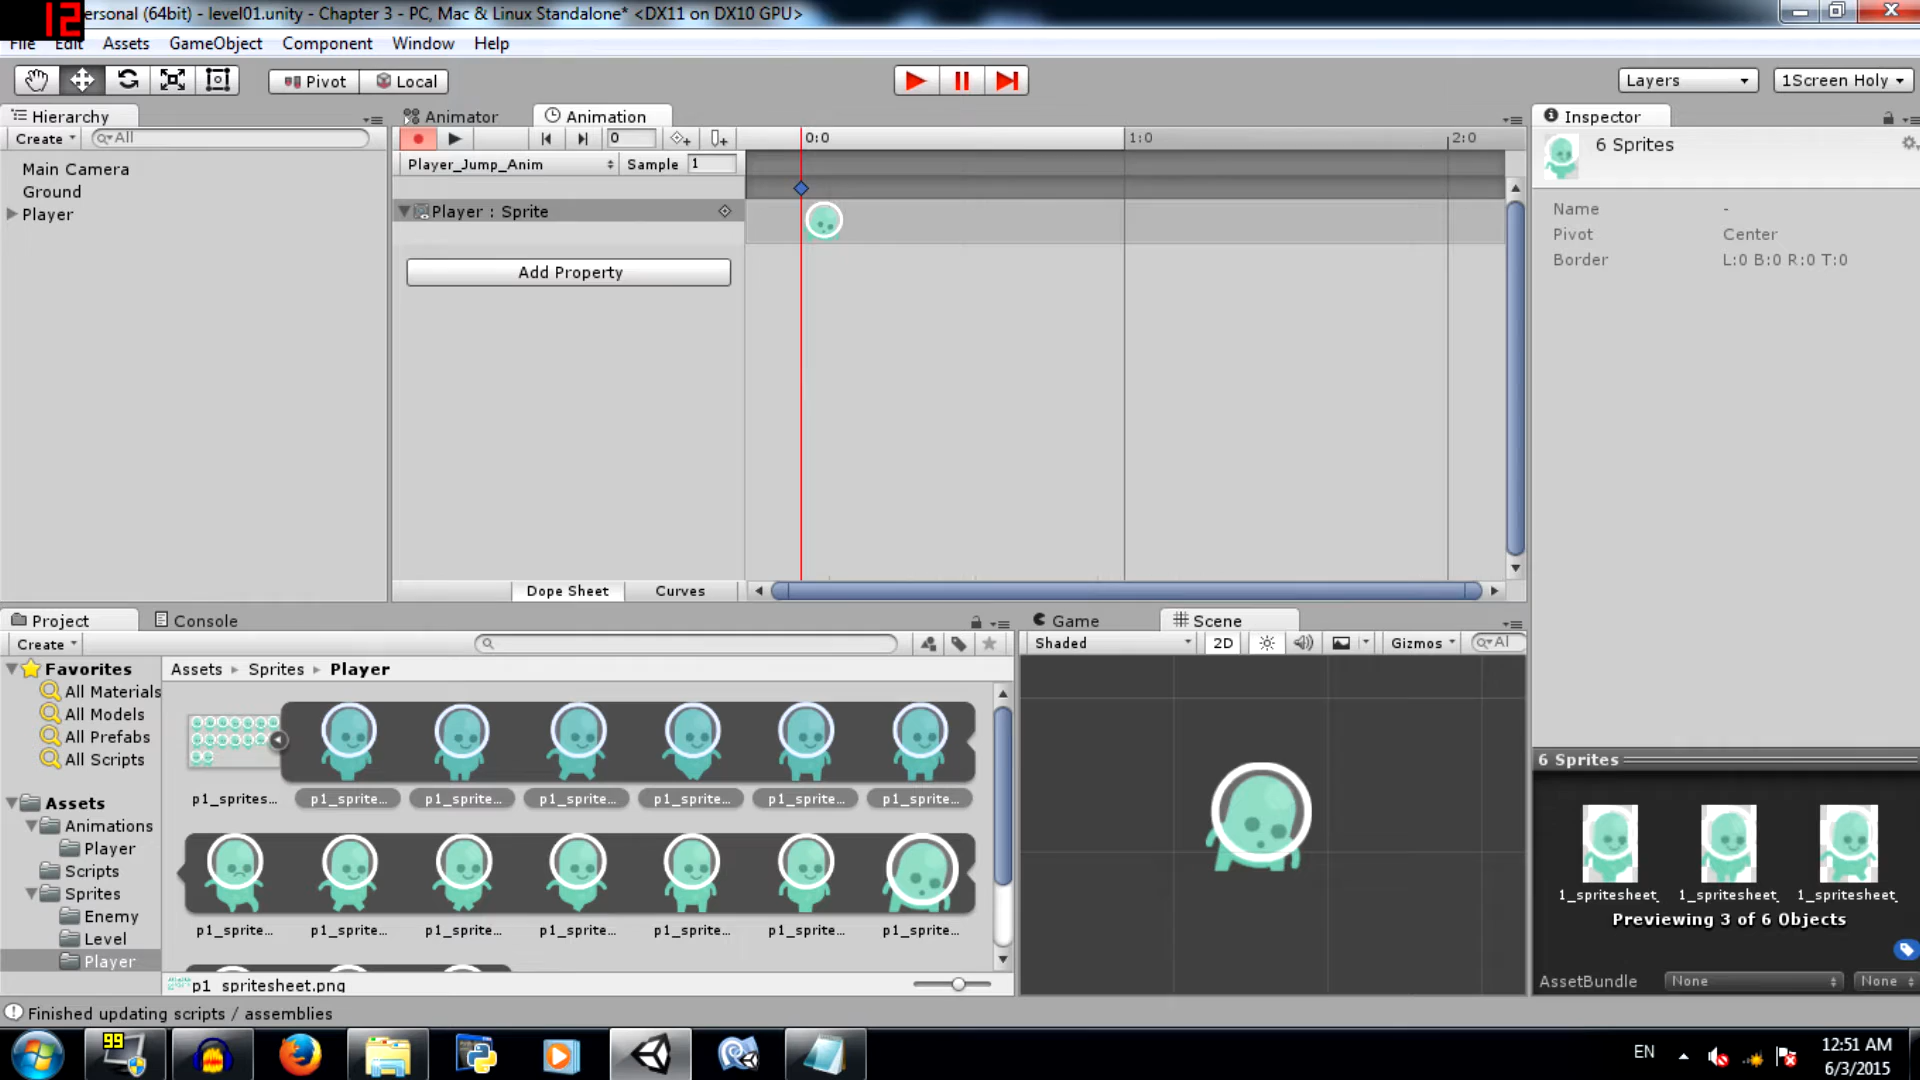 ersonal (64bit) - level01.unity - Chapter 3 - PC, Mac & Linux Standalone* <DX11 on DX10 GPU>
12
File Edit Assets GameObject Component Window Help
Pivot Local Layers 1Screen Holy
Hierarchy
Create All
Main Camera
Ground
Player
Animator Animation
0 0:0 1:0 2:0
Player_Jump_Anim Sample 1
Player : Sprite
Add Property
Dope Sheet Curves
Inspector
6 Sprites
Name -
Pivot Center
Border L:0 B:0 R:0 T:0
Project Console
Create
Favorites
All Materials
All Models
All Prefabs
All Scripts
Assets
Animations
Player
Scripts
Sprites
Enemy
Level
Player
Assets Sprites Player
p1_sprites... p1_sprite... p1_sprite... p1_sprite... p1_sprite... p1_sprite... p1_sprite...
p1_sprite... p1_sprite... p1_sprite... p1_sprite... p1_sprite... p1_sprite... p1_sprite...
p1_spritesheet.png
Game Scene
Shaded 2D Gizmos Al
6 Sprites
1_spritesheet_ 1_spritesheet_ 1_spritesheet_
Previewing 3 of 6 Objects
AssetBundle None None
Finished updating scripts / assemblies
99
EN
12:51 AM
6/3/2015